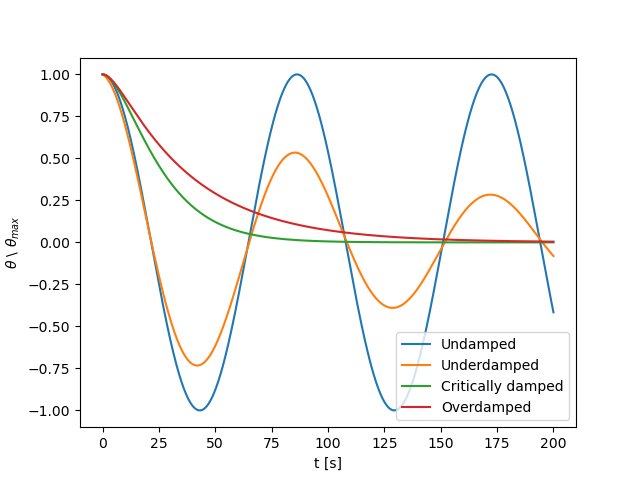 1.00
0.75
0.50
0.25
0.00
−0.25
−0.50
−0.75
−1.00
θ \ θmax
0 25 50 75 100 125 150 175 200
t [s]
Undamped
Underdamped
Critically damped
Overdamped